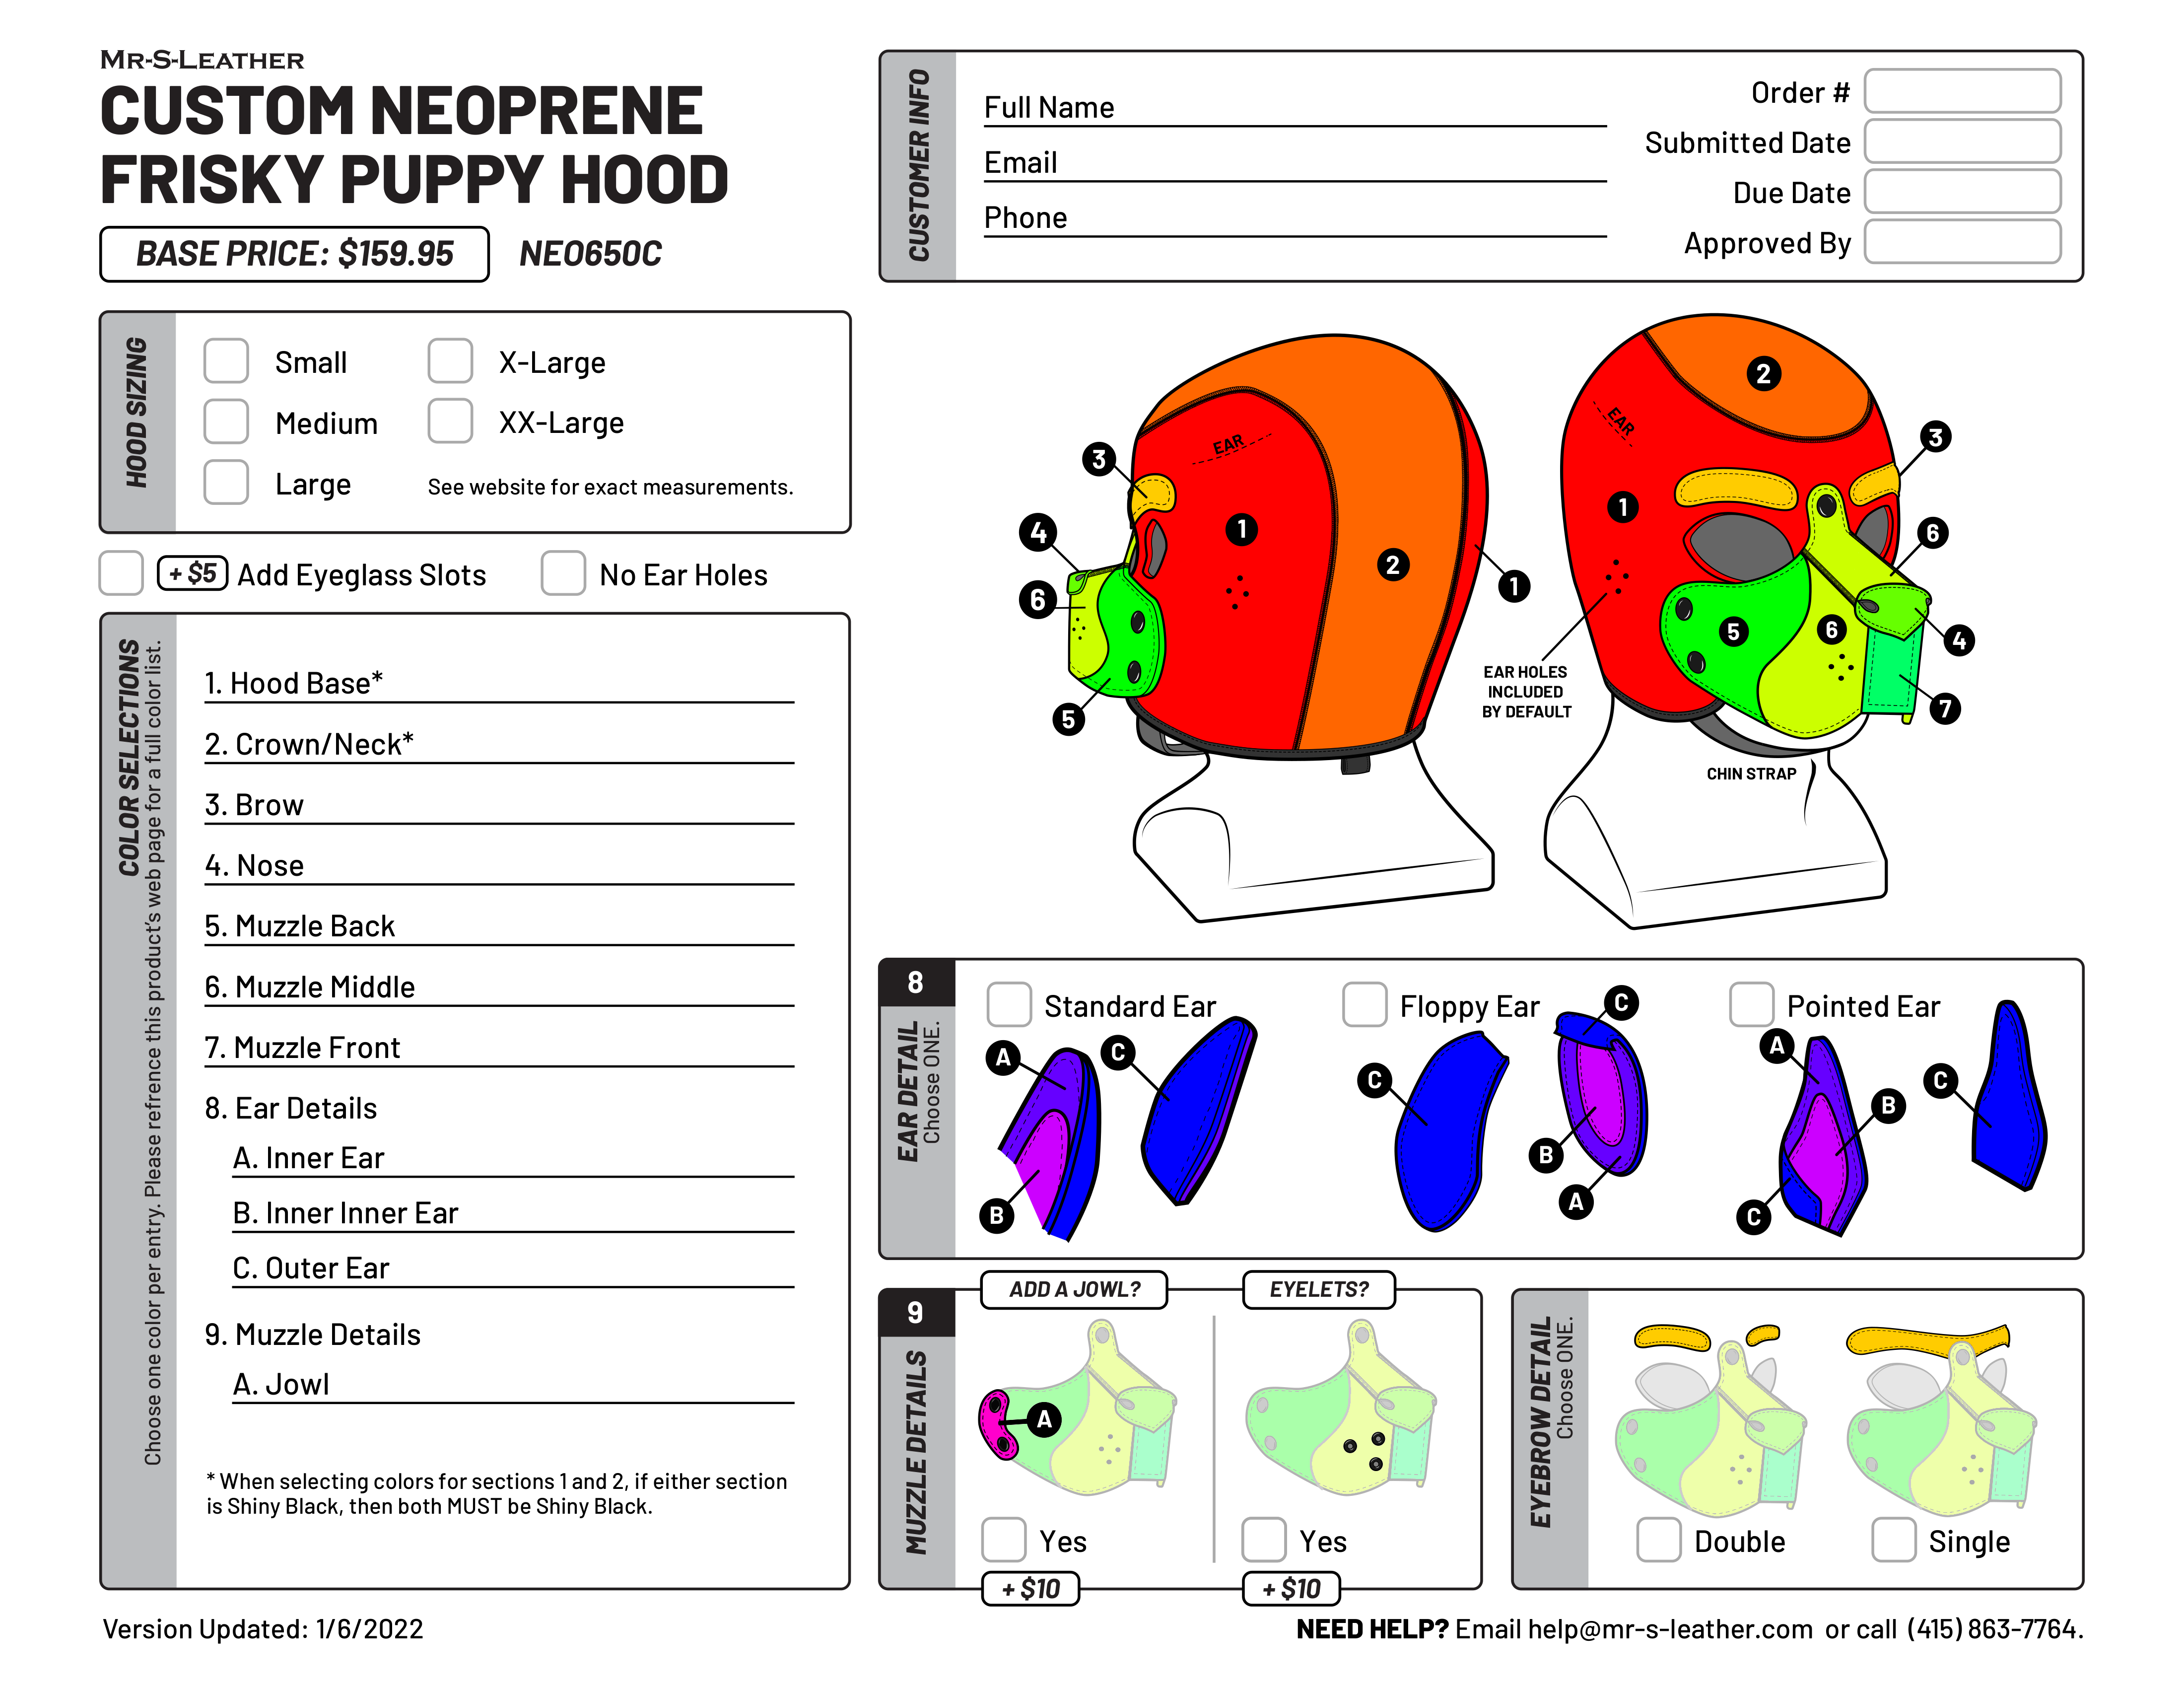 MR-S-LEATHER
CUSTOM NEOPRENE
FRISKY PUPPY HOOD
BASE PRICE: $159.95
NEO650C
CUSTOMER INFO
Full Name
Email
Phone
Order #
Submitted Date
Due Date
Approved By
HOOD SIZING
Small
Medium
Large
X-Large
XX-Large
See website for exact measurements.
+ $5
Add Eyeglass Slots
No Ear Holes
COLOR SELECTIONS
Choose one color per entry. Please refrence this product's web page for a full color list.
1. Hood Base*
2. Crown/Neck*
3. Brow
4. Nose
5. Muzzle Back
6. Muzzle Middle
7. Muzzle Front
8. Ear Details
A. Inner Ear
B. Inner Inner Ear
C. Outer Ear
9. Muzzle Details
A. Jowl
* When selecting colors for sections 1 and 2, if either section
is Shiny Black, then both MUST be Shiny Black.
EAR
3
4
6
5
1
2
1
EAR
2
1
3
6
4
7
5
6
EAR HOLES
INCLUDED
BY DEFAULT
CHIN STRAP
8
EAR DETAIL
Choose ONE.
Standard Ear
A
C
B
Floppy Ear
C
C
B
A
Pointed Ear
A
B
C
C
9
MUZZLE DETAILS
ADD A JOWL?
A
Yes
+ $10
EYELETS?
Yes
+ $10
EYEBROW DETAIL
Choose ONE.
Double
Single
Version Updated: 1/6/2022
NEED HELP? Email help@mr-s-leather.com or call (415) 863-7764.